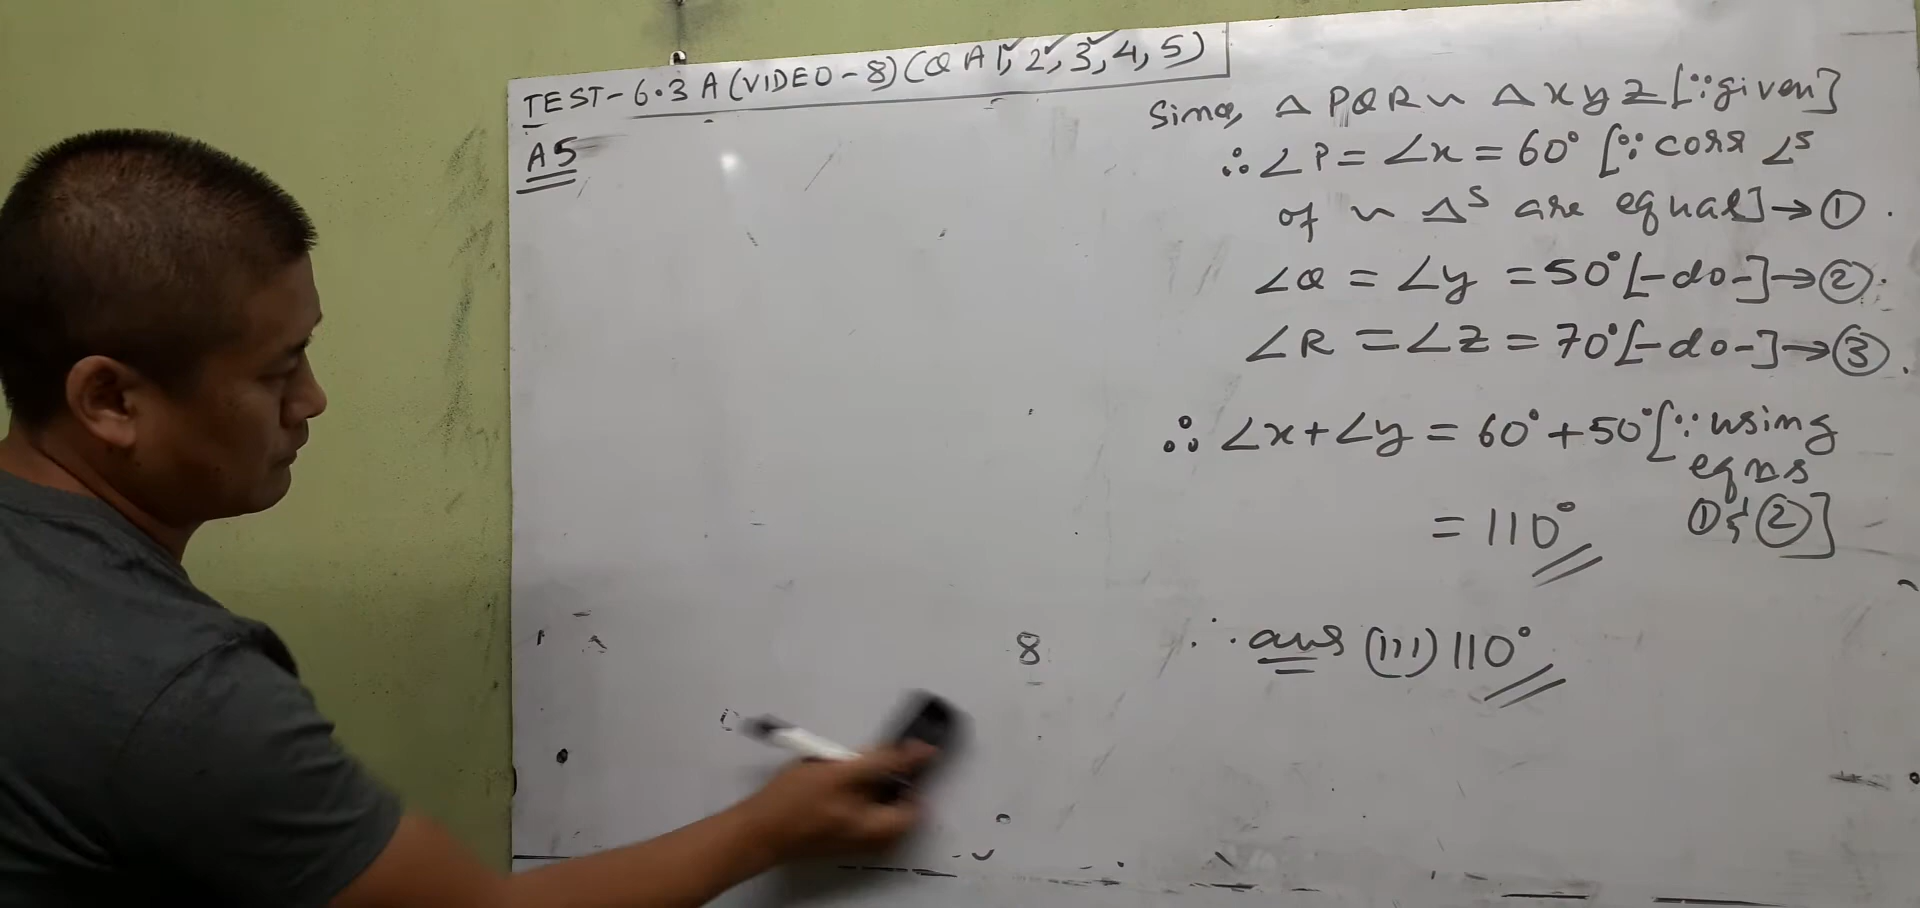 TEST-6.3 A (VIDEO-8) (Q A 1, 2, 3, 4, 5)
A5
Since, Δ PQR ~ Δ XYZ [∵ given]
∴ ∠P = ∠x = 60° [∵ corr ∠s
of ~ Δs are equal] → ①.
∠Q = ∠y = 50° [-do-] → ②.
∠R = ∠Z = 70° [-do-] → ③.
∴ ∠x + ∠y = 60° + 50° [∵ using
eqns
= 110° ① & ②]
8
∴ ans (iii) 110°